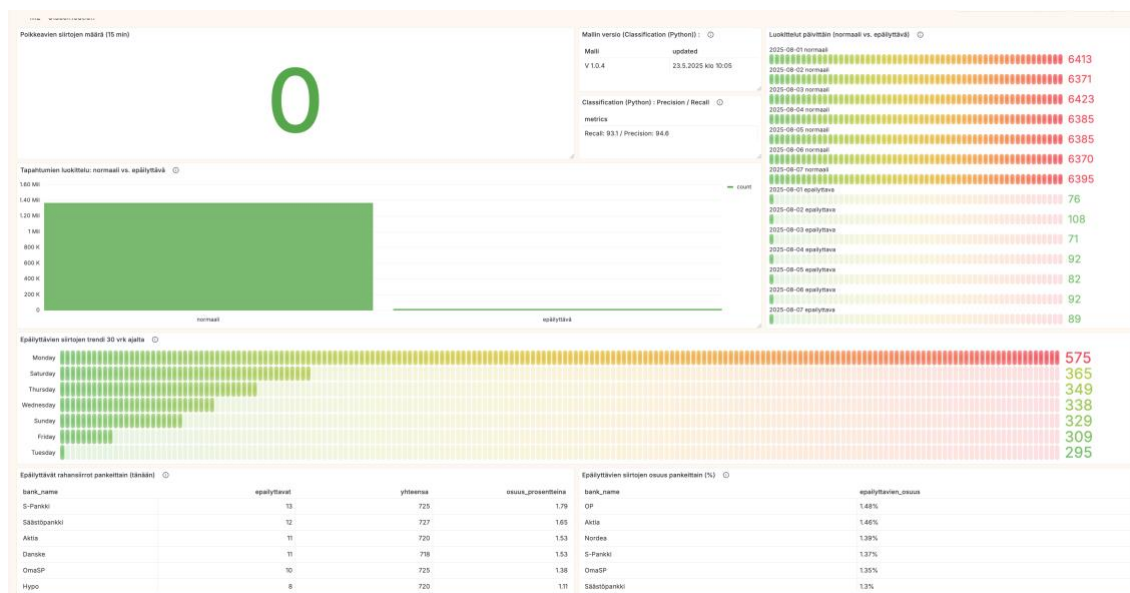 ML - Classification
Poikkeavien siirtojen määrä (15 min)
0
Mallin versio (Classification (Python)) :
Malli updated
V 1.0.4 23.5.2025 klo 10:05
Classification (Python) : Precision / Recall
metrics
Recall: 93.1 / Precision: 94.6
Luokittelut päivittäin (normaali vs. epäilyttävä)
2025-08-01 normaali
6413
2025-08-02 normaali
6371
2025-08-03 normaali
6423
2025-08-04 normaali
6385
2025-08-05 normaali
6385
2025-08-06 normaali
6370
2025-08-07 normaali
6395
2025-08-01 epailyttava
76
2025-08-02 epailyttava
108
2025-08-03 epailyttava
71
2025-08-04 epailyttava
92
2025-08-05 epailyttava
82
2025-08-06 epailyttava
92
2025-08-07 epailyttava
89
Tapahtumien luokittelu: normaali vs. epäilyttävä
count
1.60 Mil
1.40 Mil
1.20 Mil
1 Mil
800 K
600 K
400 K
200 K
0
normaali epäilyttävä
Epäilyttävien siirtojen trendi 30 vrk ajalta
Monday 575
Saturday 365
Thursday 349
Wednesday 338
Sunday 329
Friday 309
Tuesday 295
Epäilyttävät rahansiirrot pankeittain (tänään)
bank_name epailyttavat yhteensa osuus_prosentteina
S-Pankki 13 725 1.79
Säästöpankki 12 727 1.65
Aktia 11 720 1.53
Danske 11 718 1.53
OmaSP 10 725 1.38
Hypo 8 720 1.11
Epäilyttävien siirtojen osuus pankeittain (%)
bank_name epailyttavien_osuus
OP 1.48%
Aktia 1.46%
Nordea 1.39%
S-Pankki 1.37%
OmaSP 1.35%
Säästöpankki 1.3%